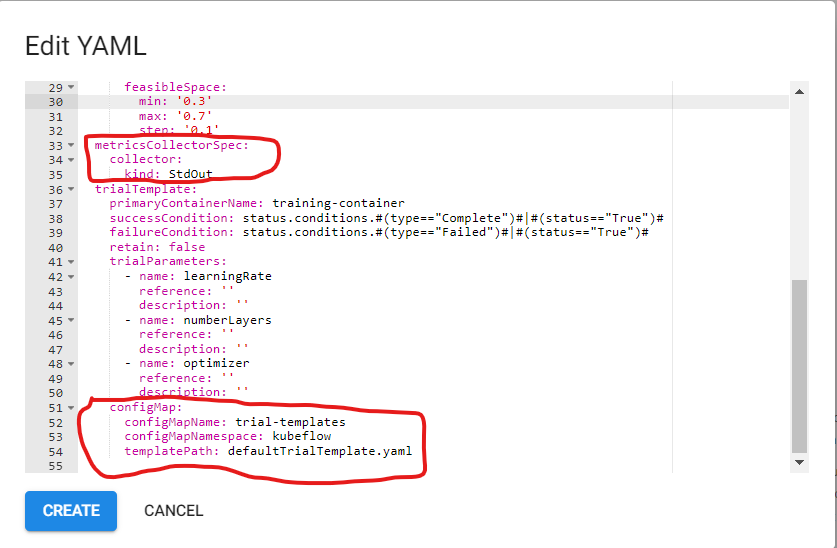 Edit YAML
29 feasibleSpace:
30 min: '0.3'
31 max: '0.7'
32 step: '0.1'
33 metricsCollectorSpec:
34 collector:
35 kind: StdOut
36 trialTemplate:
37 primaryContainerName: training-container
38 successCondition: status.conditions.#(type=="Complete")#|#(status=="True")#
39 failureCondition: status.conditions.#(type=="Failed")#|#(status=="True")#
40 retain: false
41 trialParameters:
42 - name: learningRate
43 reference: ''
44 description: ''
45 - name: numberLayers
46 reference: ''
47 description: ''
48 - name: optimizer
49 reference: ''
50 description: ''
51 configMap:
52 configMapName: trial-templates
53 configMapNamespace: kubeflow
54 templatePath: defaultTrialTemplate.yaml
55
CREATE CANCEL